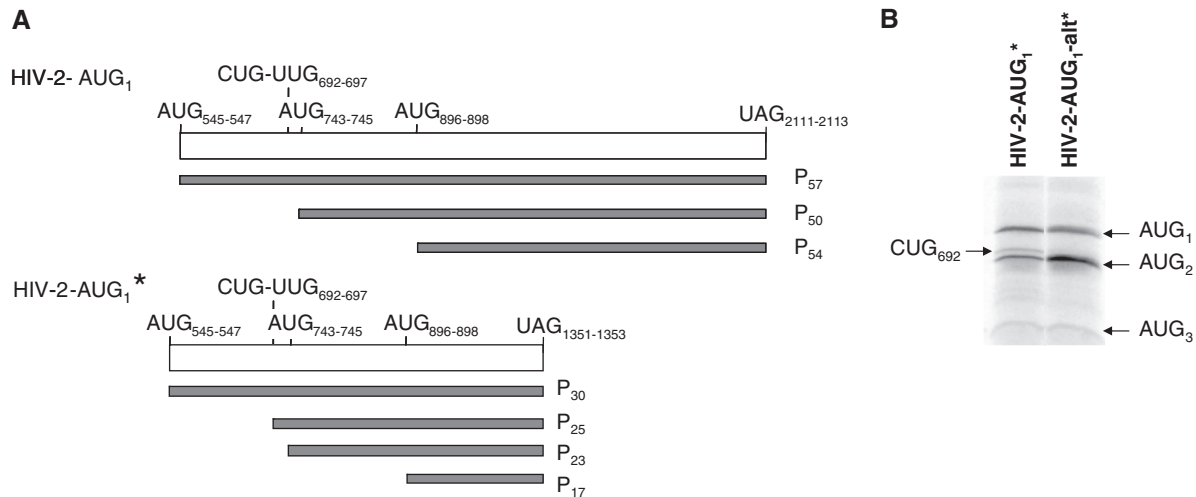 A
HIV-2- AUG1
CUG-UUG692-697
AUG545-547 AUG743-745 AUG896-898 UAG2111-2113
P57
P50
P54
HIV-2-AUG1*
CUG-UUG692-697
AUG545-547 AUG743-745 AUG896-898 UAG1351-1353
P30
P25
P23
P17
B
HIV-2-AUG1*
HIV-2-AUG1-alt*
CUG692
AUG1
AUG2
AUG3